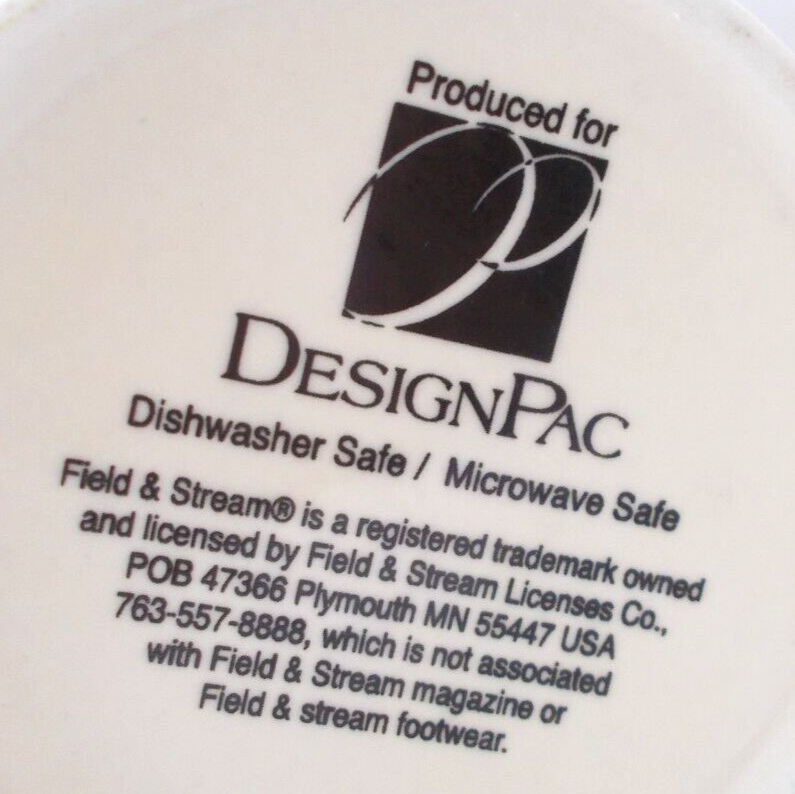 Produced for
DESIGNPAC
Dishwasher Safe / Microwave Safe
Field & Stream® is a registered trademark owned
and licensed by Field & Stream Licenses Co.,
POB 47366 Plymouth MN 55447 USA
763-557-8888, which is not associated
with Field & Stream magazine or
Field & stream footwear.